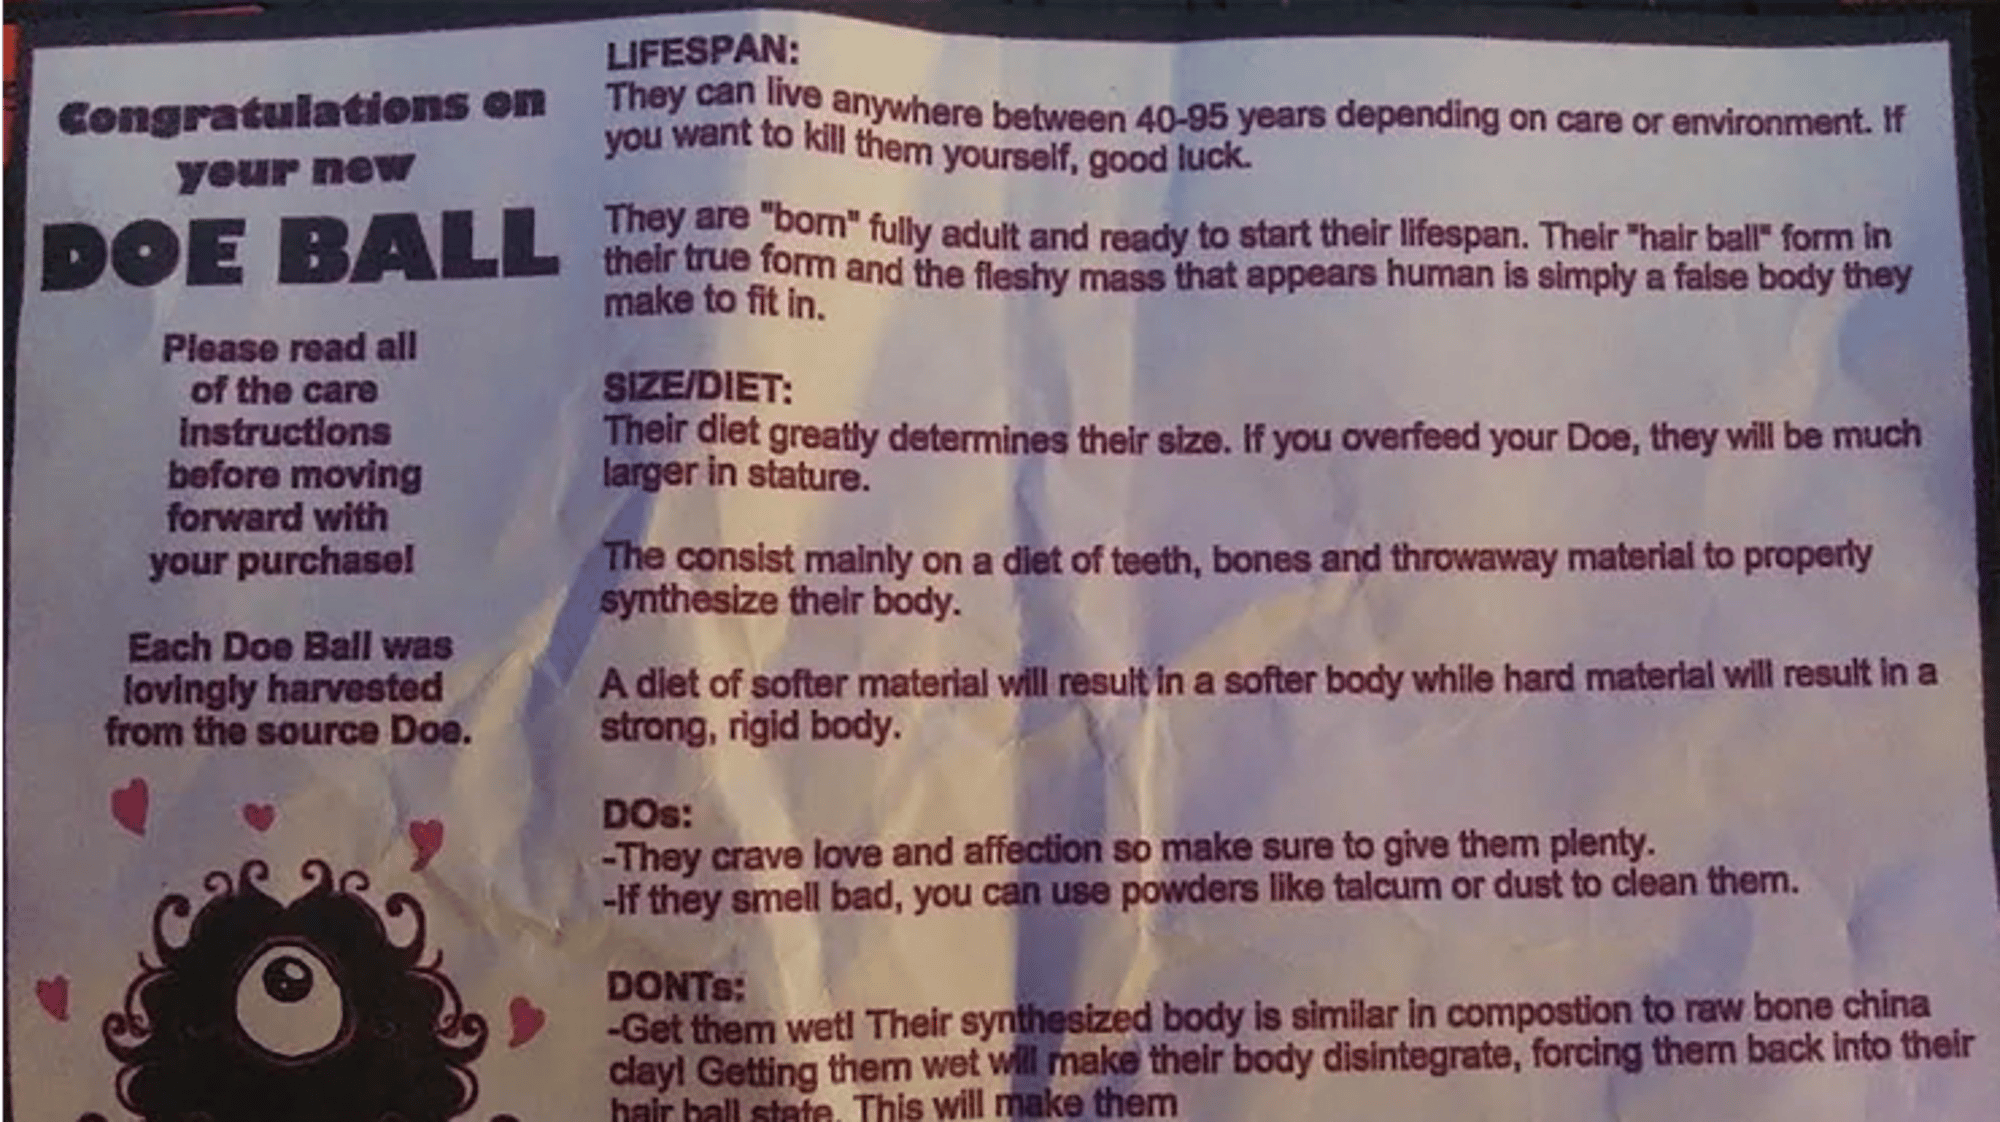 Congratulations on
your new
DOE BALL
Please read all
of the care
instructions
before moving
forward with
your purchase!
Each Doe Ball was
lovingly harvested
from the source Doe.
LIFESPAN:
They can live anywhere between 40-95 years depending on care or environment. If
you want to kill them yourself, good luck.
They are "born" fully adult and ready to start their lifespan. Their "hair ball" form in
their true form and the fleshy mass that appears human is simply a false body they
make to fit in.
SIZE/DIET:
Their diet greatly determines their size. If you overfeed your Doe, they will be much
larger in stature.
The consist mainly on a diet of teeth, bones and throwaway material to properly
synthesize their body.
A diet of softer material will result in a softer body while hard material will result in a
strong, rigid body.
DOs:
-They crave love and affection so make sure to give them plenty.
-If they smell bad, you can use powders like talcum or dust to clean them.
DONTs:
-Get them wet! Their synthesized body is similar in compostion to raw bone china
clay! Getting them wet will make their body disintegrate, forcing them back into their
hair ball state. This will make them